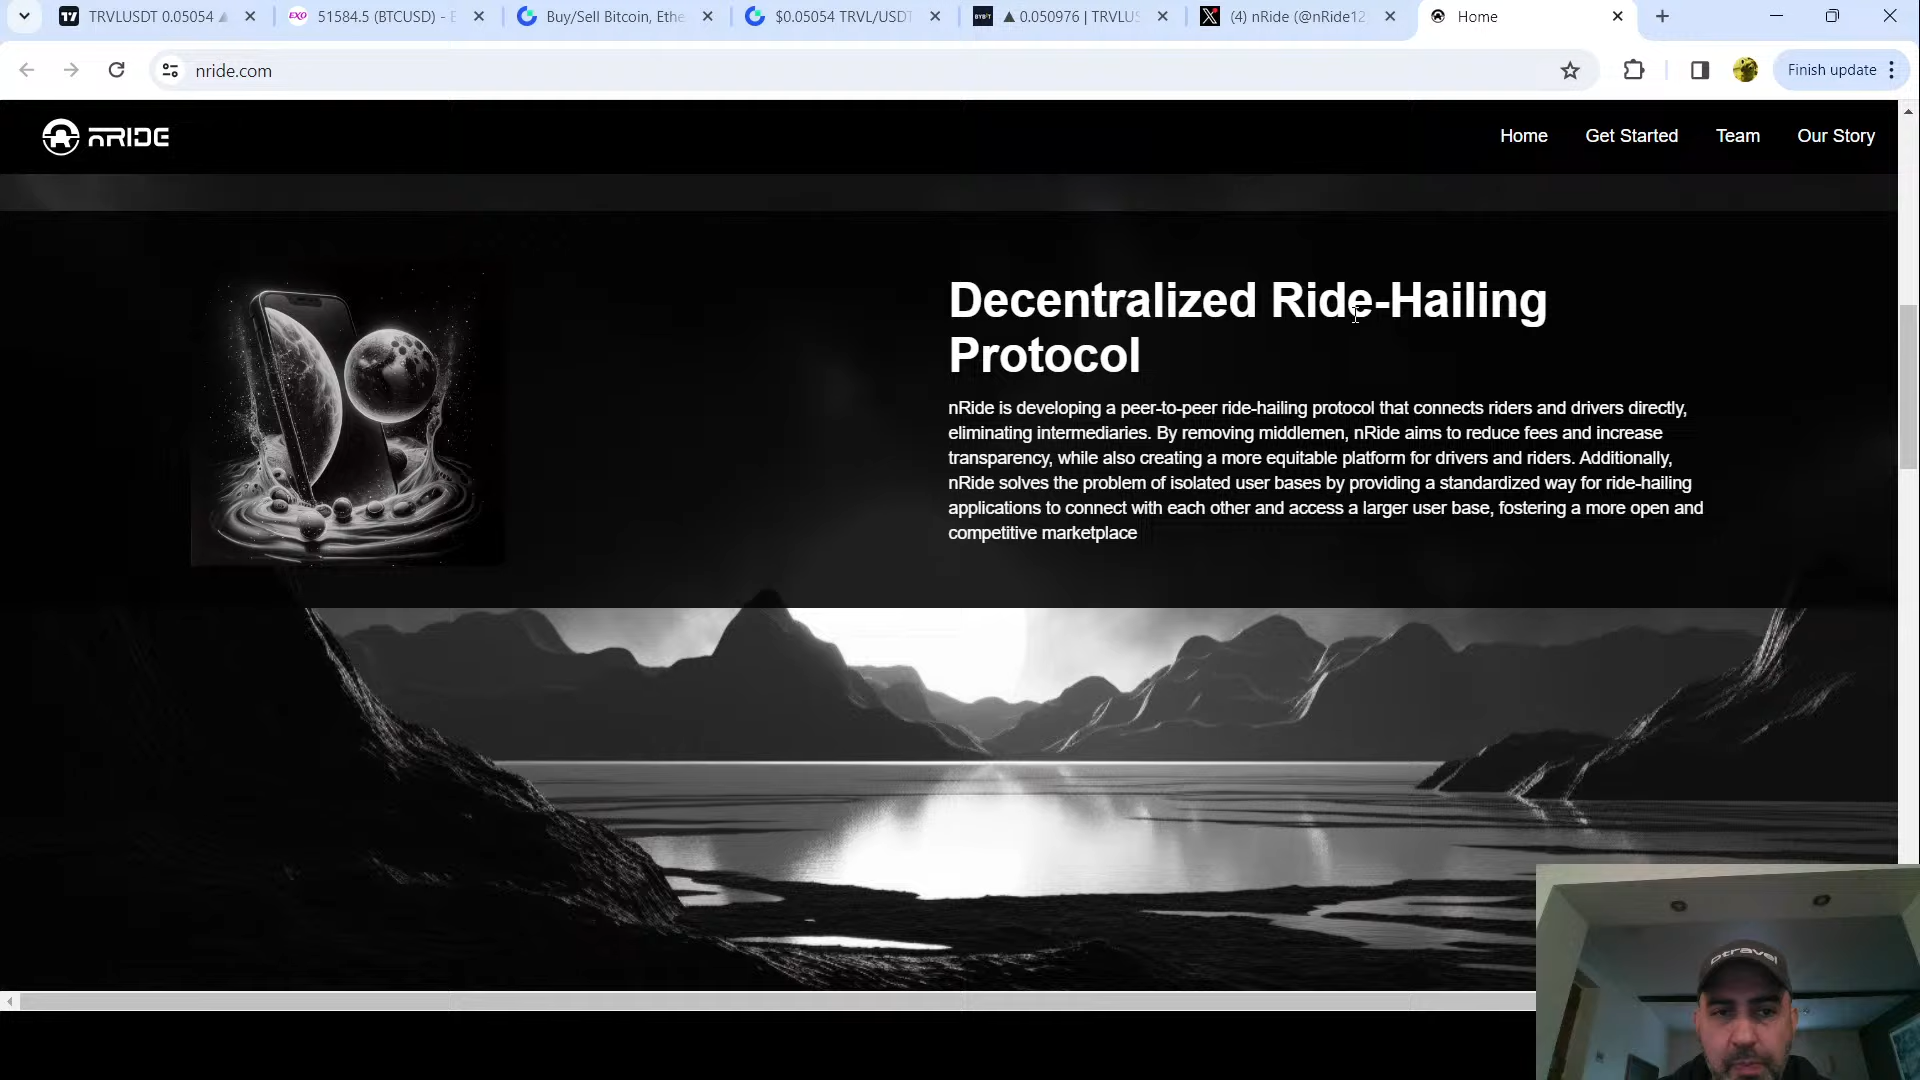 TRVLUSDT 0.05054
EXO
51584.5 (BTCUSD) - E
Buy/Sell Bitcoin, Ethe
$0.05054 TRVL/USDT
BYBIT
▲ 0.050976 | TRVLUS
(4) nRide (@nRide12
Home
nride.com
Finish update
nRIDE
Home
Get Started
Team
Our Story
Decentralized Ride-Hailing
Protocol
nRide is developing a peer-to-peer ride-hailing protocol that connects riders and drivers directly,
eliminating intermediaries. By removing middlemen, nRide aims to reduce fees and increase
transparency, while also creating a more equitable platform for drivers and riders. Additionally,
nRide solves the problem of isolated user bases by providing a standardized way for ride-hailing
applications to connect with each other and access a larger user base, fostering a more open and
competitive marketplace
Dtravel